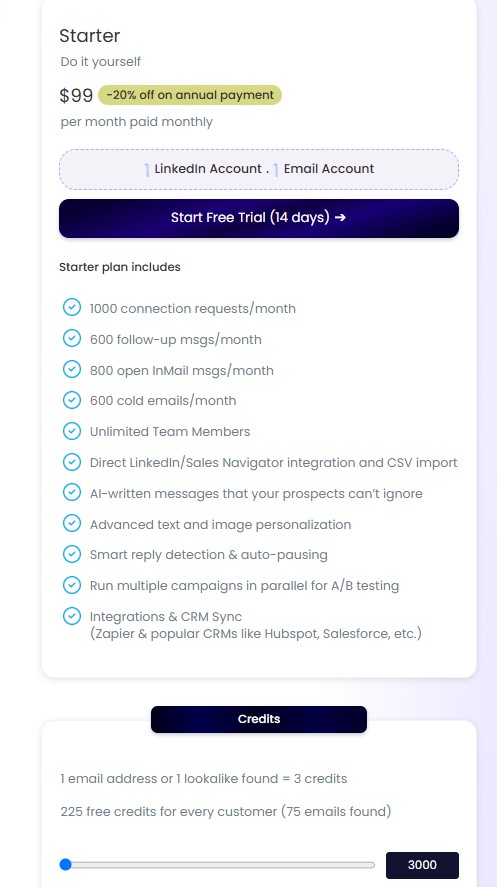 Starter
Do it yourself
$99 -20% off on annual payment
per month paid monthly
1 LinkedIn Account . 1 Email Account
Start Free Trial (14 days) ➔
Starter plan includes
1000 connection requests/month
600 follow-up msgs/month
800 open InMail msgs/month
600 cold emails/month
Unlimited Team Members
Direct LinkedIn/Sales Navigator integration and CSV import
AI-written messages that your prospects can’t ignore
Advanced text and image personalization
Smart reply detection & auto-pausing
Run multiple campaigns in parallel for A/B testing
Integrations & CRM Sync
(Zapier & popular CRMs like Hubspot, Salesforce, etc.)
Credits
1 email address or 1 lookalike found = 3 credits
225 free credits for every customer (75 emails found)
3000